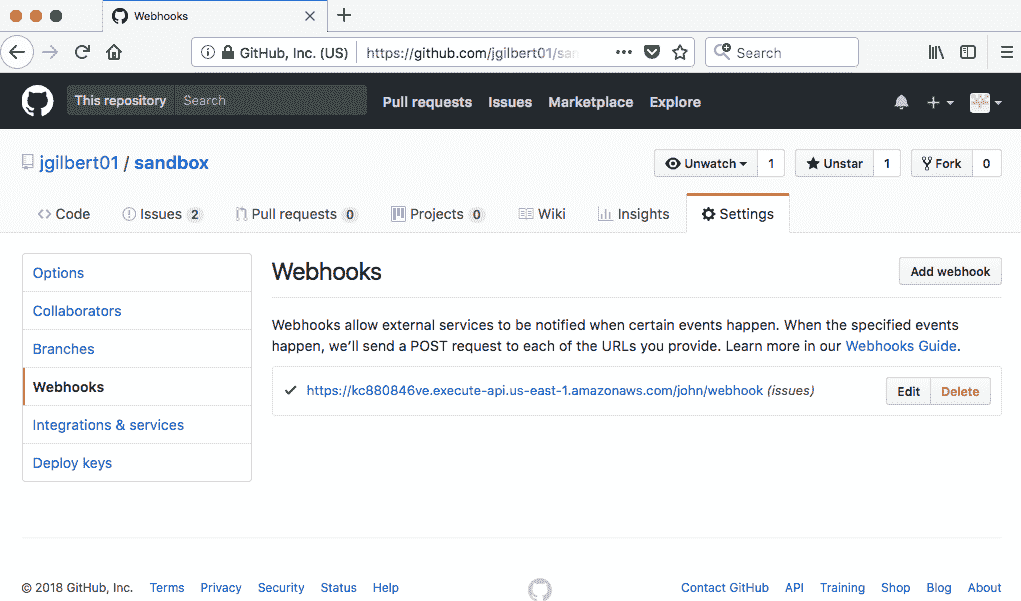 Webhooks
GitHub, Inc. (US) https://github.com/jgilbert01/san
Search
This repository Search Pull requests Issues Marketplace Explore
jgilbert01 / sandbox
Unwatch 1 Unstar 1 Fork 0
Code Issues 2 Pull requests 0 Projects 0 Wiki Insights Settings
Options
Collaborators
Branches
Webhooks
Integrations & services
Deploy keys
Webhooks
Add webhook
Webhooks allow external services to be notified when certain events happen. When the specified events
happen, we'll send a POST request to each of the URLs you provide. Learn more in our Webhooks Guide.
https://kc880846ve.execute-api.us-east-1.amazonaws.com/john/webhook (issues)
Edit Delete
© 2018 GitHub, Inc. Terms Privacy Security Status Help
Contact GitHub API Training Shop Blog About